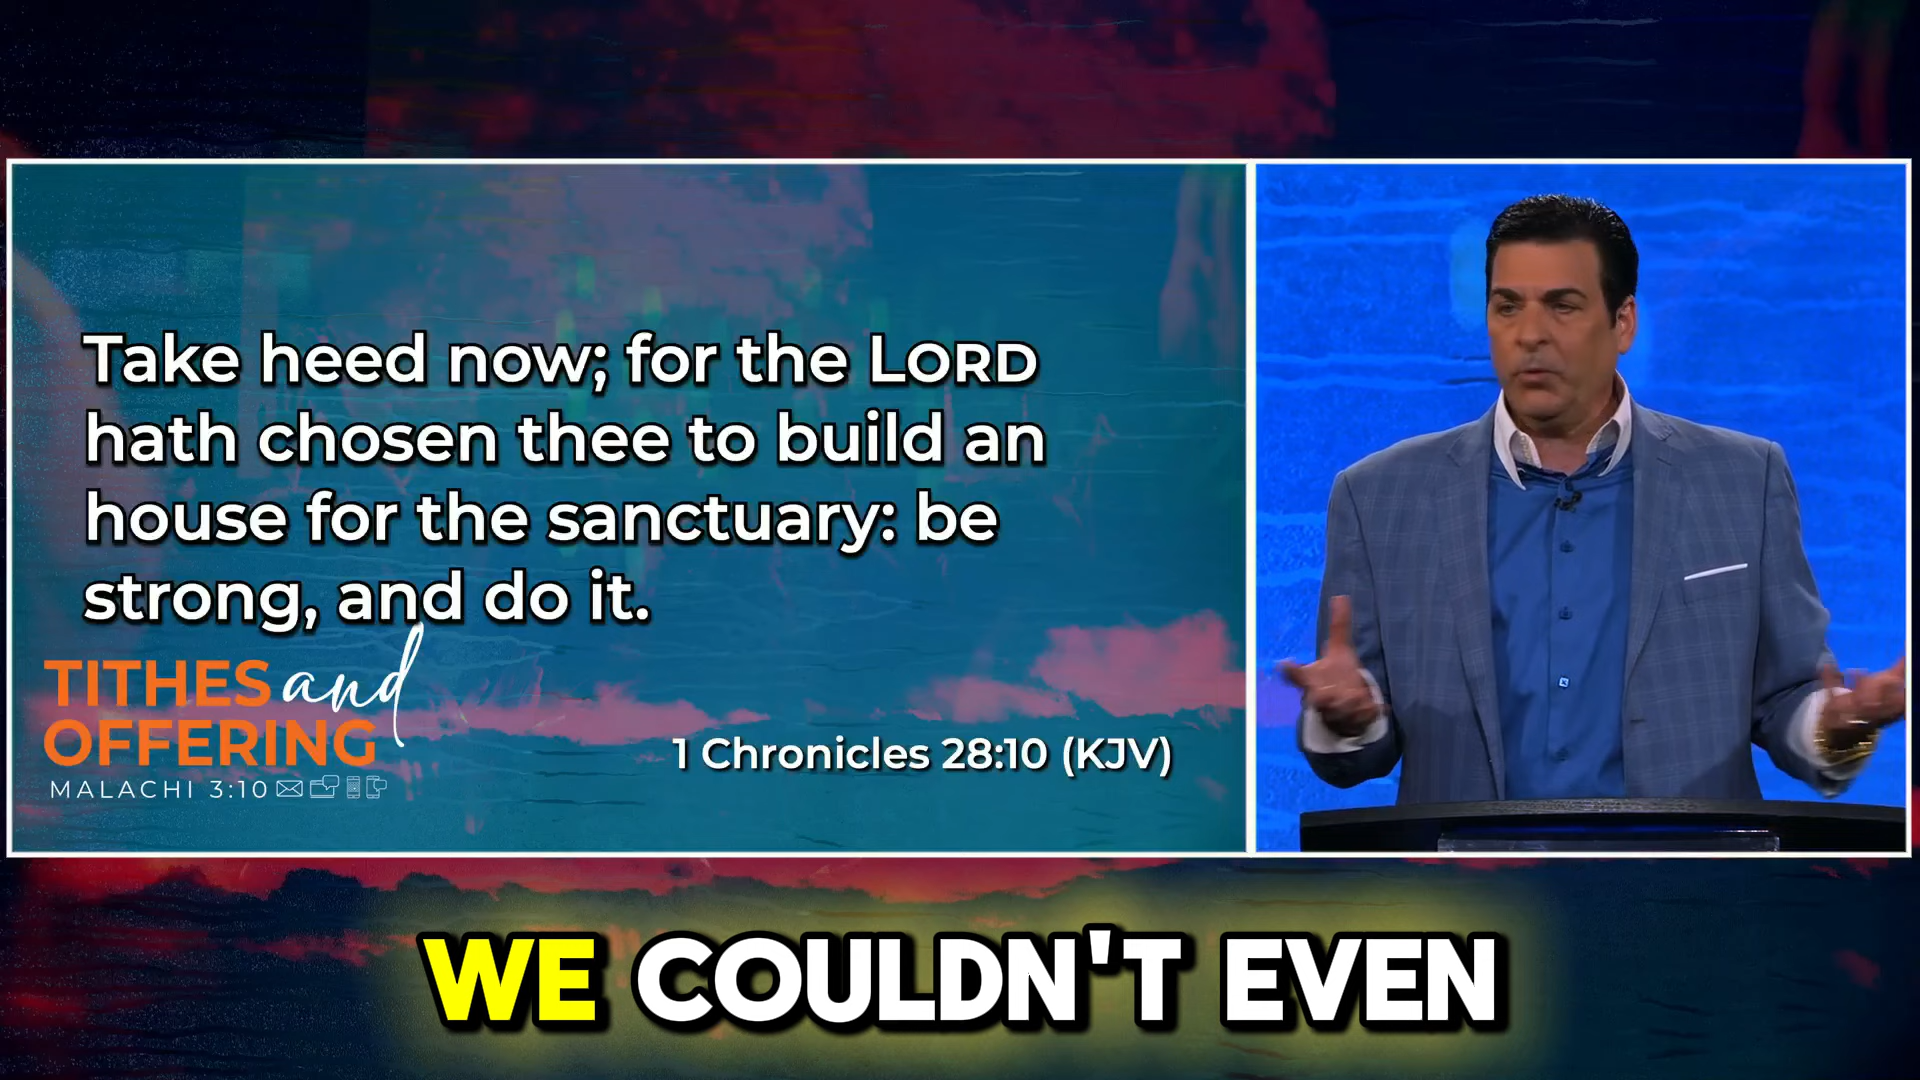 Take heed now; for the LORD
hath chosen thee to build an
house for the sanctuary: be
strong, and do it.
TITHES and
OFFERING
MALACHI 3:10
1 Chronicles 28:10 (KJV)
WE COULDN'T EVEN